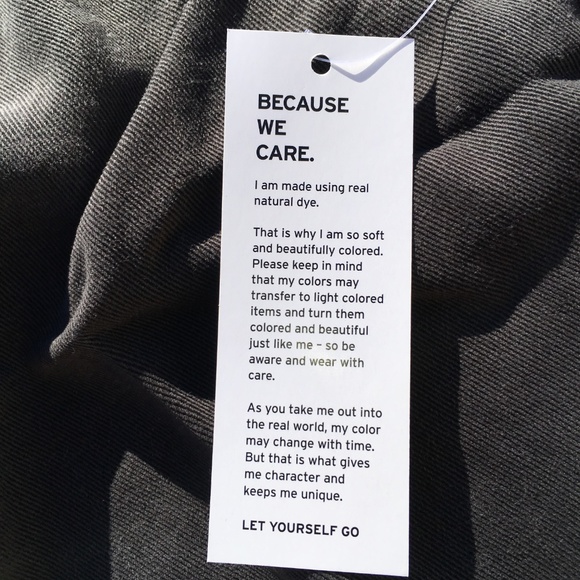 BECAUSE
WE
CARE.
I am made using real
natural dye.
That is why I am so soft
and beautifully colored.
Please keep in mind
that my colors may
transfer to light colored
items and turn them
colored and beautiful
just like me – so be
aware and wear with
care.
As you take me out into
the real world, my color
may change with time.
But that is what gives
me character and
keeps me unique.
LET YOURSELF GO